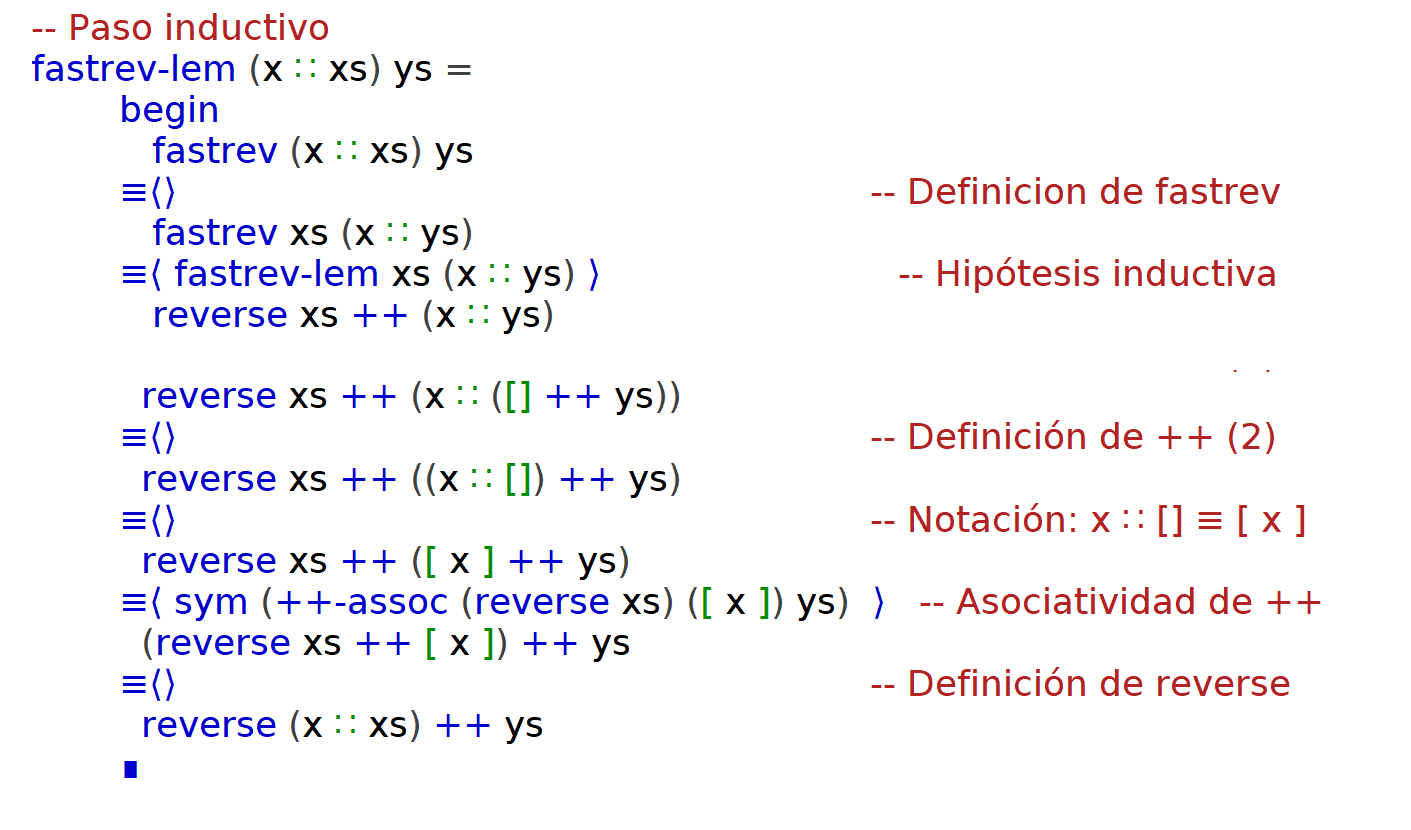 -- Paso inductivo
fastrev-lem (x ∷ xs) ys =
begin
fastrev (x ∷ xs) ys
≡⟨⟩ -- Definicion de fastrev
fastrev xs (x ∷ ys)
≡⟨ fastrev-lem xs (x ∷ ys) ⟩ -- Hipótesis inductiva
reverse xs ++ (x ∷ ys)
reverse xs ++ (x ∷ ([] ++ ys))
≡⟨⟩ -- Definición de ++ (2)
reverse xs ++ ((x ∷ []) ++ ys)
≡⟨⟩ -- Notación: x ∷ [] ≡ [ x ]
reverse xs ++ ([ x ] ++ ys)
≡⟨ sym (++-assoc (reverse xs) ([ x ]) ys) ⟩ -- Asociatividad de ++
(reverse xs ++ [ x ]) ++ ys
≡⟨⟩ -- Definición de reverse
reverse (x ∷ xs) ++ ys
∎